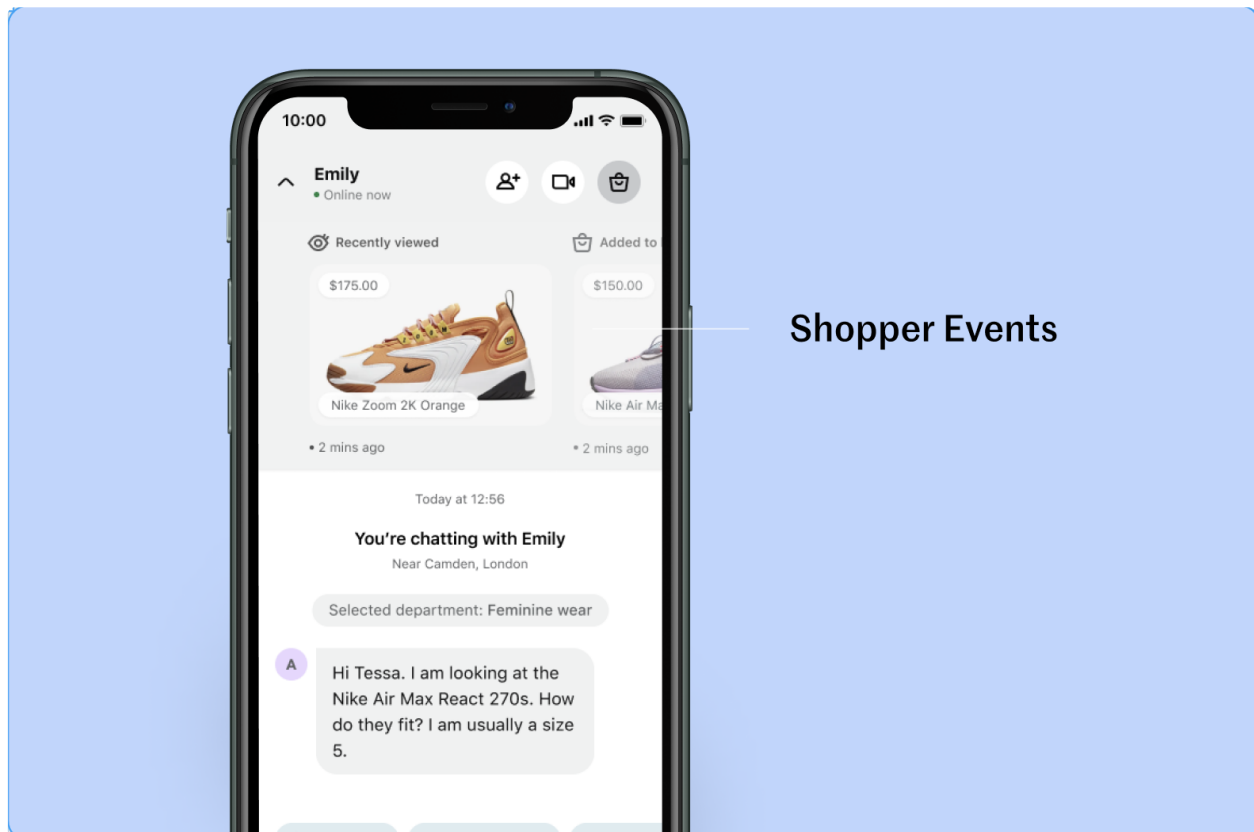 10:00
Emily
• Online now
Recently viewed
Added to
$175.00
$150.00
Nike Zoom 2K Orange
Nike Air
• 2 mins ago
• 2 mins ago
Shopper Events
Today at 12:56
You’re chatting with Emily
Near Camden, London
Selected department: Feminine wear
A
Hi Tessa. I am looking at the
Nike Air Max React 270s. How
do they fit? I am usually a size
5.